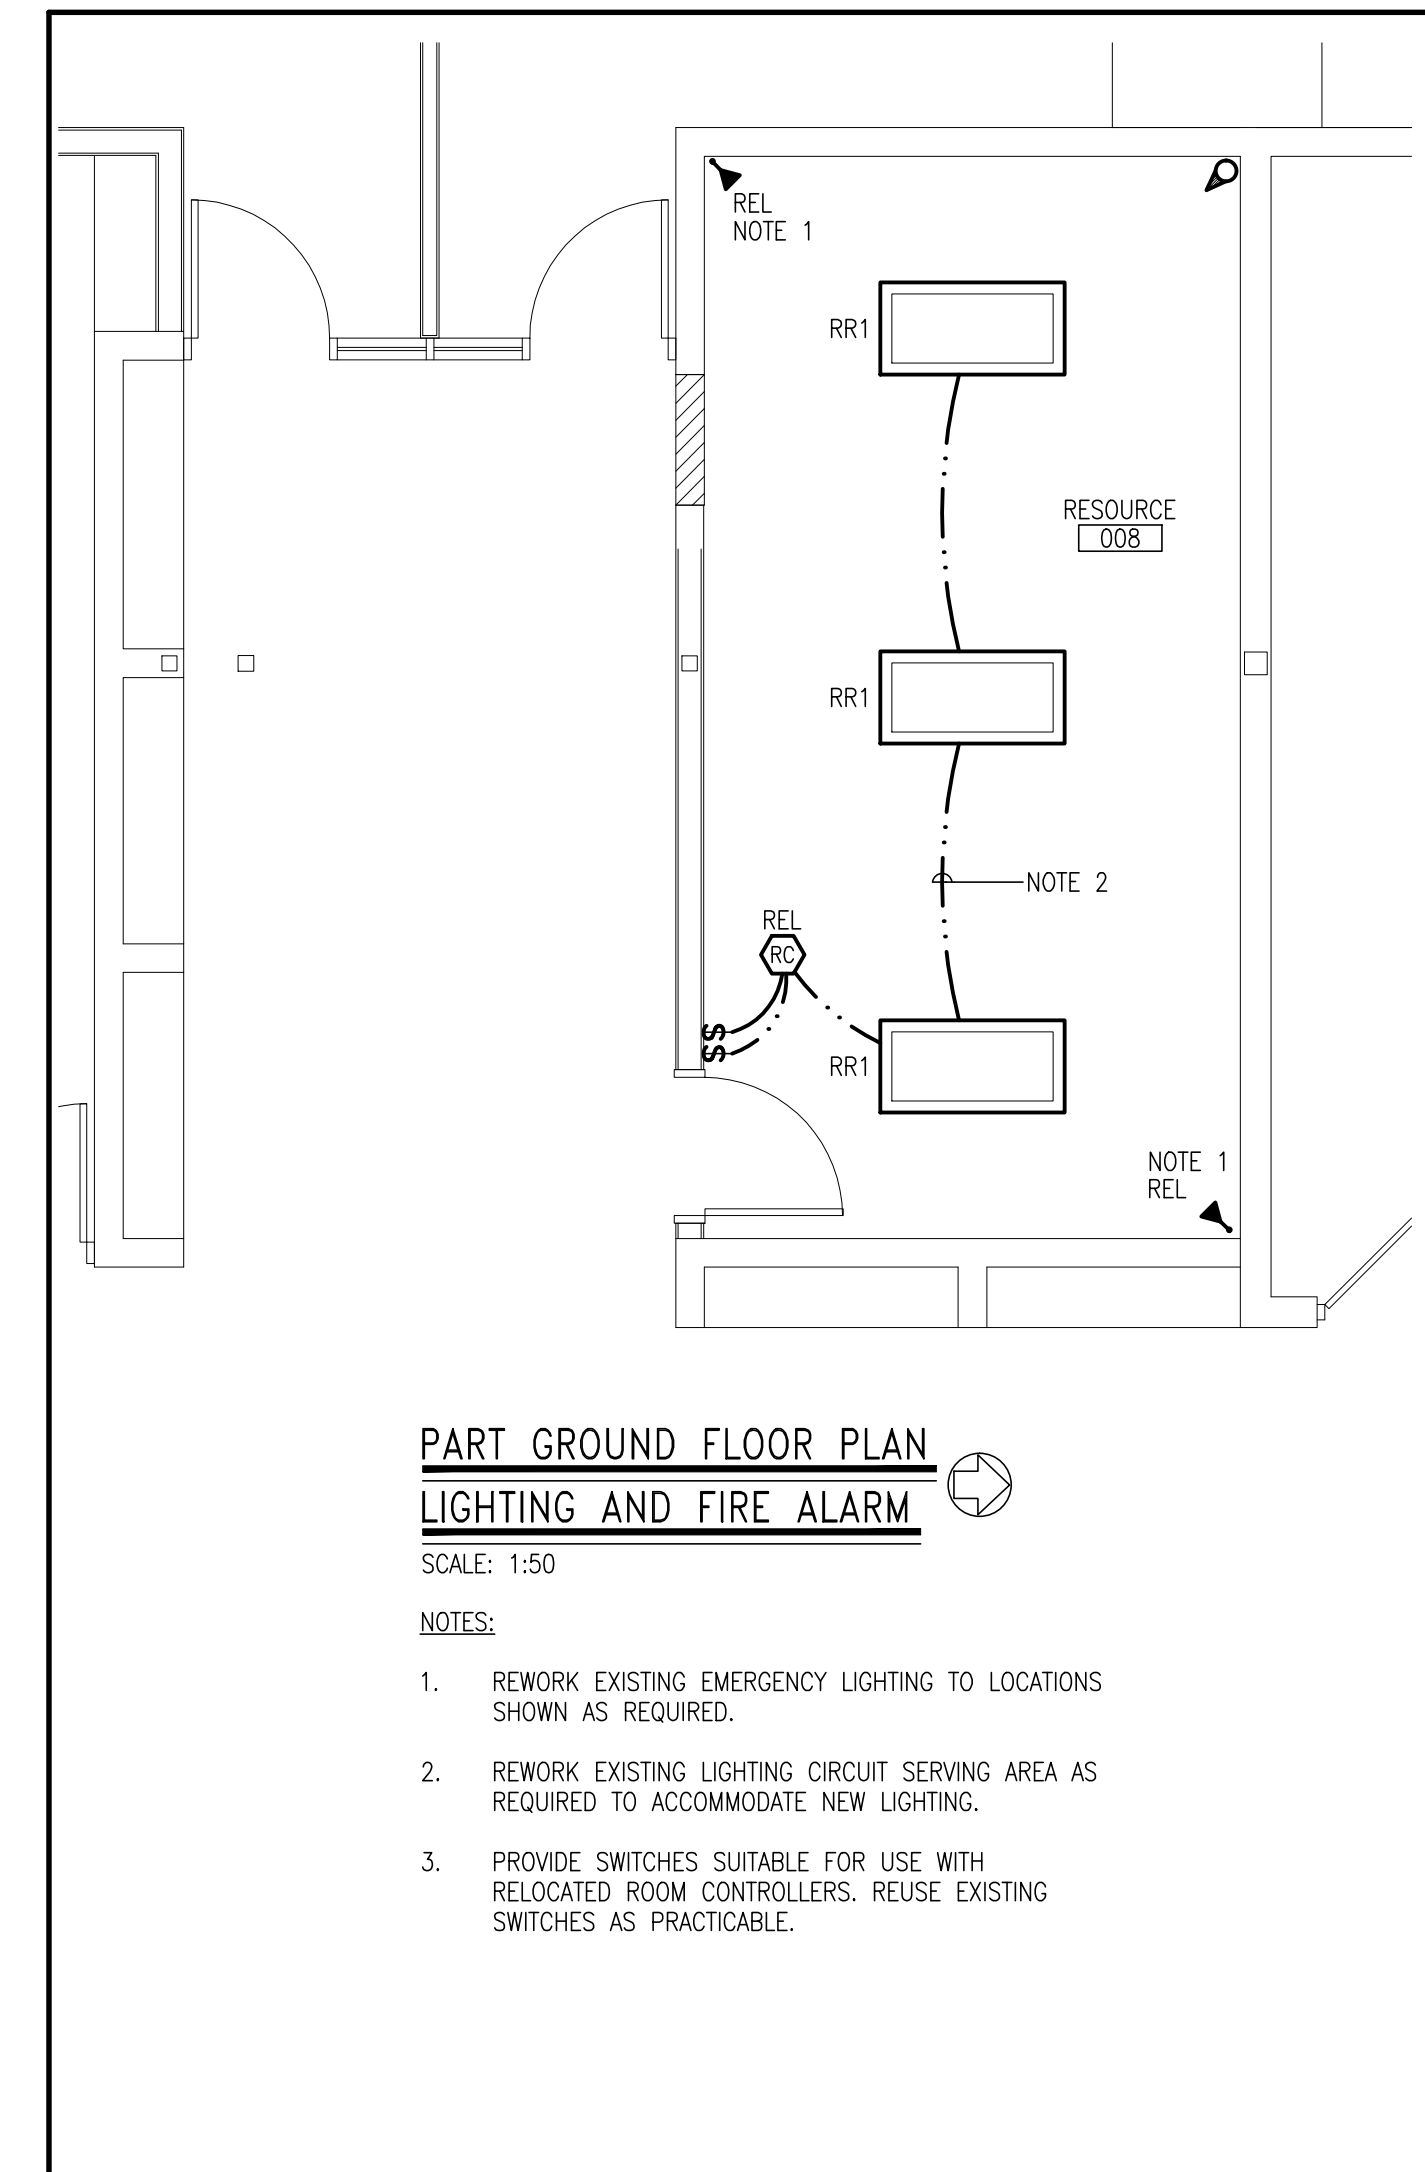 REL
NOTE 1
RR1
RESOURCE
008
RR1
NOTE 2
REL
RC
S
S
RR1
NOTE 1
REL
PART GROUND FLOOR PLAN
LIGHTING AND FIRE ALARM
SCALE: 1:50
NOTES:
1. REWORK EXISTING EMERGENCY LIGHTING TO LOCATIONS
SHOWN AS REQUIRED.
2. REWORK EXISTING LIGHTING CIRCUIT SERVING AREA AS
REQUIRED TO ACCOMMODATE NEW LIGHTING.
3. PROVIDE SWITCHES SUITABLE FOR USE WITH
RELOCATED ROOM CONTROLLERS. REUSE EXISTING
SWITCHES AS PRACTICABLE.